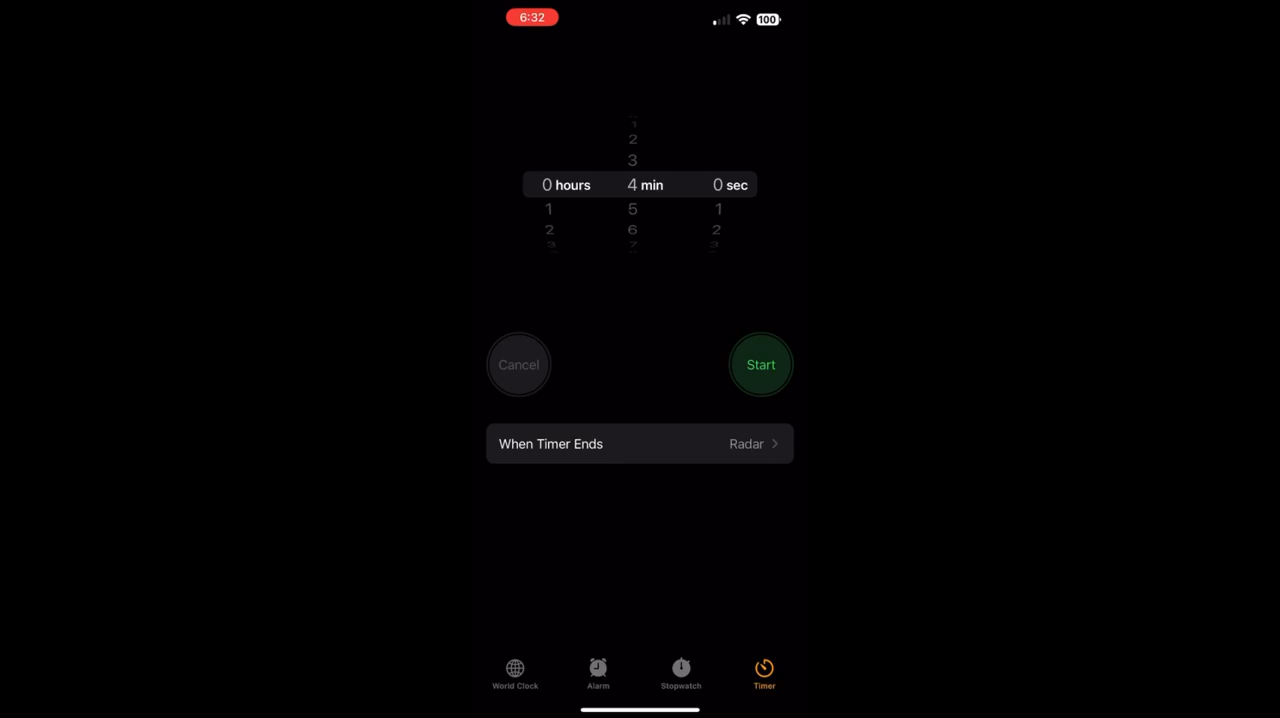 6:32
100
1
2
3
0 hours 4 min 0 sec
1 5 1
2 6 2
3 7 3
Cancel
Start
When Timer Ends Radar
World Clock Alarm Stopwatch Timer